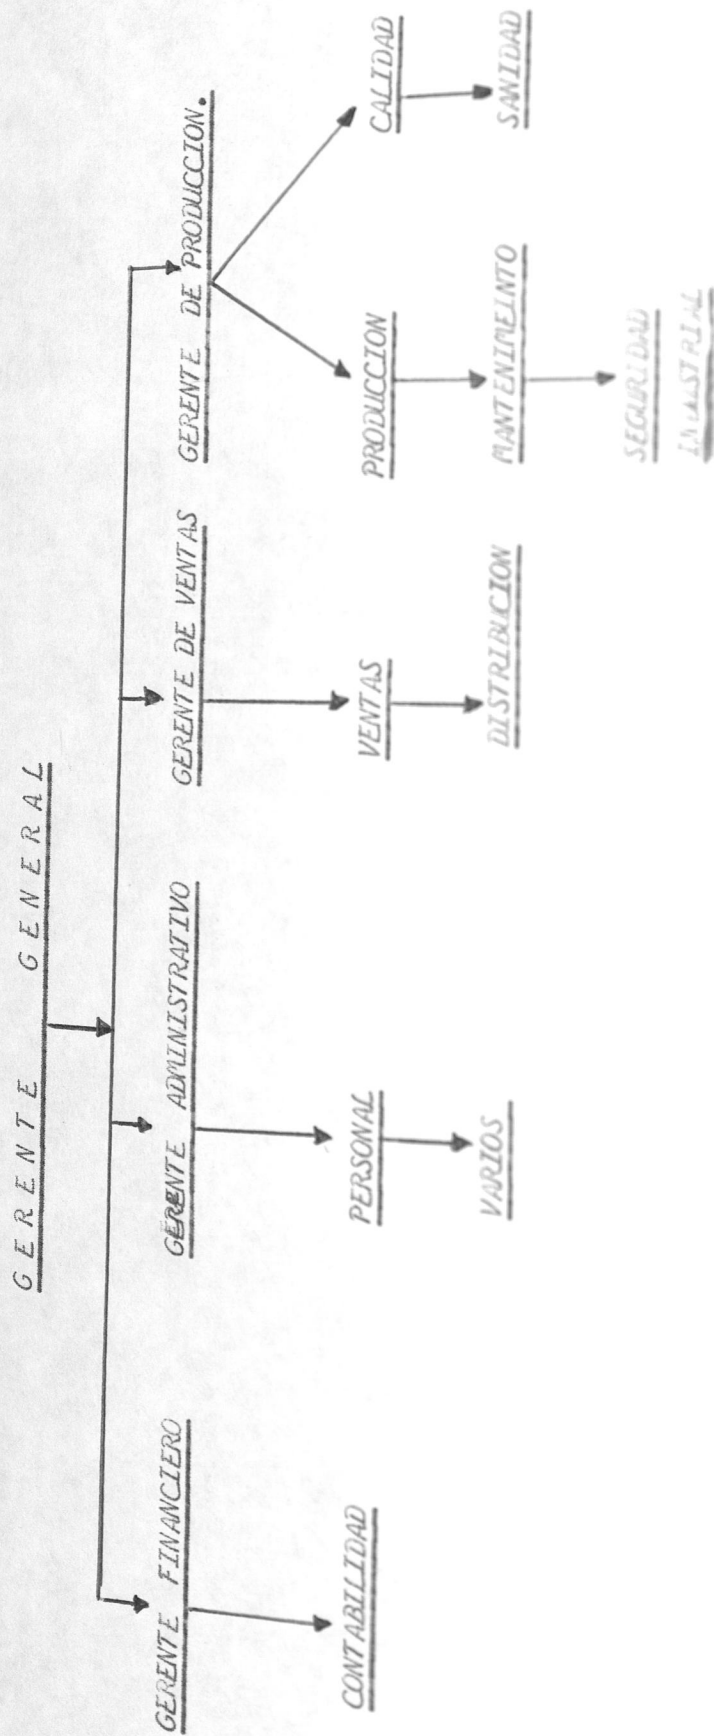 GERENTE GENERAL
GERENTE FINANCIERO
GERENTE ADMINISTRATIVO
GERENTE DE VENTAS
GERENTE DE PRODUCCION.
CONTABILIDAD
PERSONAL
VENTAS
PRODUCCION
CALIDAD
VARIOS
DISTRIBUCION
MANTENIMEINTO
SANIDAD
SEGURIDAD
INDUSTRIAL